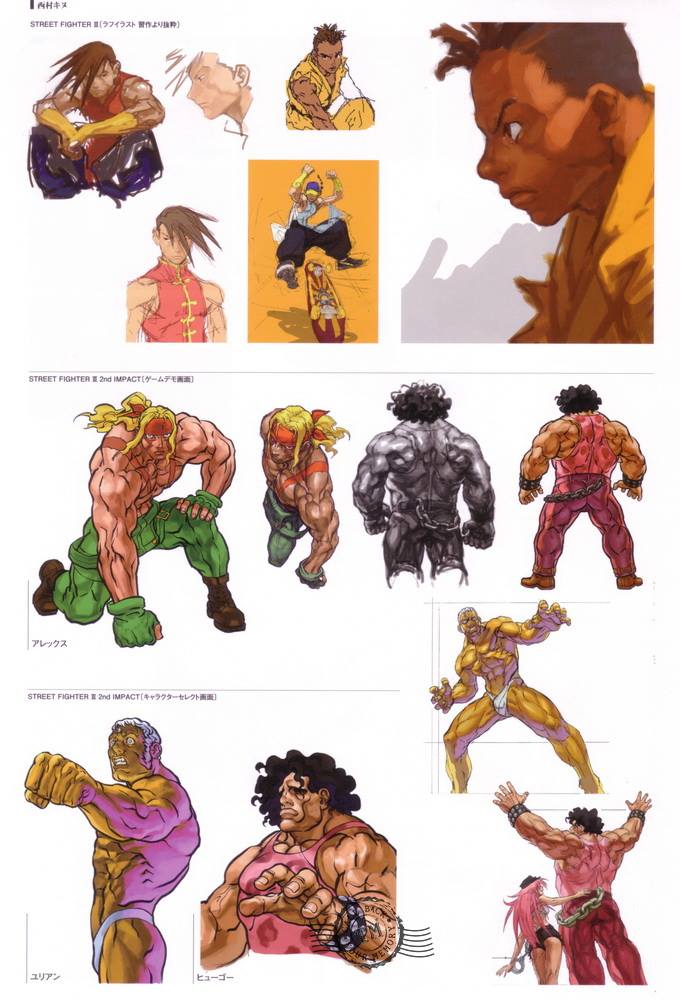 西村キヌ
STREET FIGHTER Ⅲ［ラフイラスト 習作より抜粋］
STREET FIGHTER Ⅲ 2nd IMPACT［ゲームデモ画面］
アレックス
STREET FIGHTER Ⅲ 2nd IMPACT［キャラクターセレクト画面］
ユリアン
ヒューゴー
BACK
MEMORY